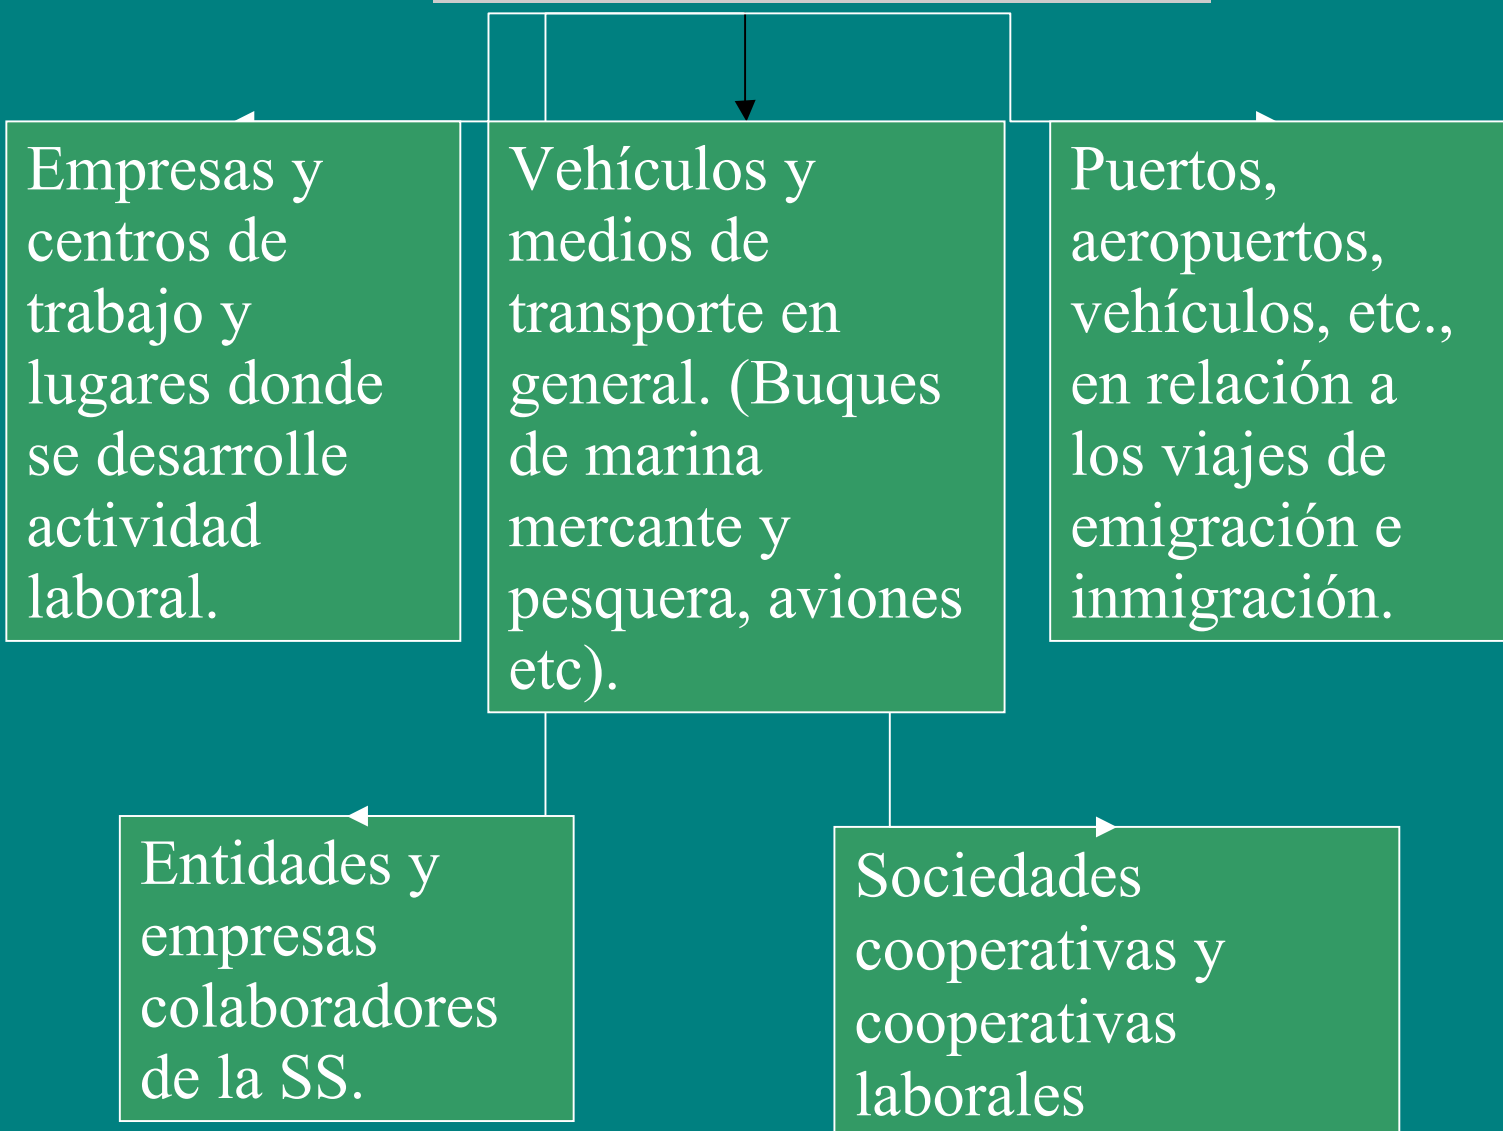 Empresas y
centros de
trabajo y
lugares donde
se desarrolle
actividad
laboral.
Vehículos y
medios de
transporte en
general. (Buques
de marina
mercante y
pesquera, aviones
etc).
Puertos,
aeropuertos,
vehículos, etc.,
en relación a
los viajes de
emigración e
inmigración.
Entidades y
empresas
colaboradores
de la SS.
Sociedades
cooperativas y
cooperativas
laborales